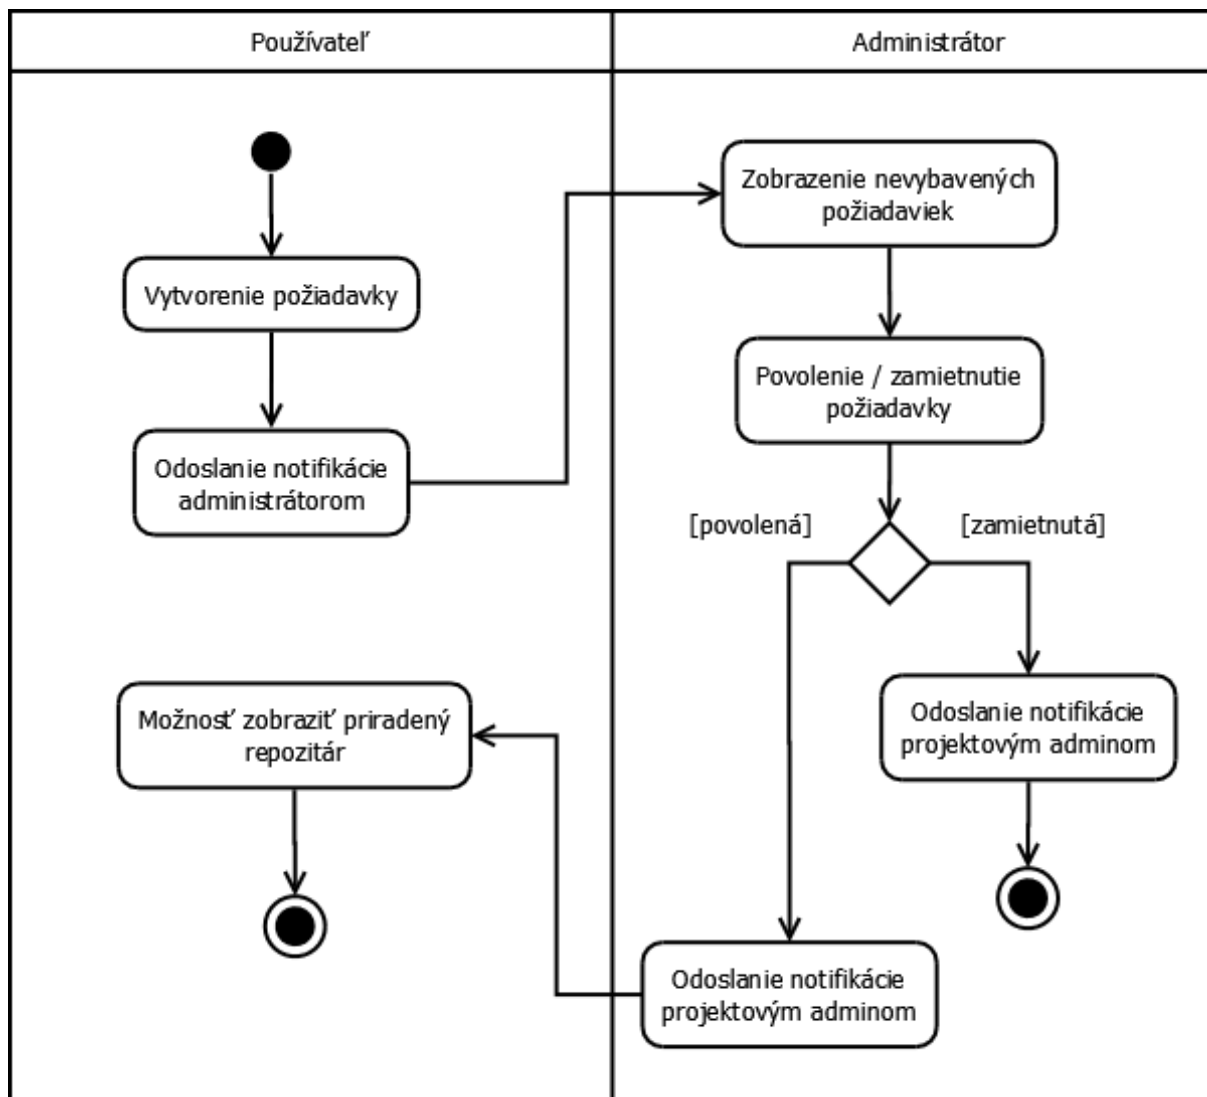 Používateľ
Administrátor
Zobrazenie nevybavených
požiadaviek
Vytvorenie požiadavky
Povolenie / zamietnutie
požiadavky
Odoslanie notifikácie
administrátorom
[povolená]
[zamietnutá]
Možnosť zobraziť priradený
repozitár
Odoslanie notifikácie
projektovým adminom
Odoslanie notifikácie
projektovým adminom